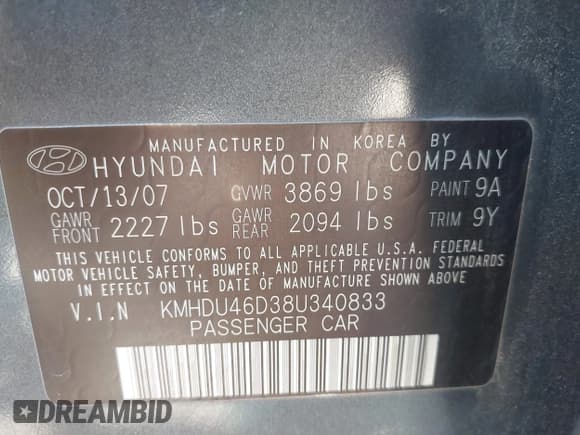 MANUFACTURED IN KOREA BY
HYUNDAI MOTOR COMPANY
OCT/13/07 GVWR 3869 lbs PAINT 9A
GAWR FRONT 2227 lbs GAWR REAR 2094 lbs TRIM 9Y
THIS VEHICLE CONFORMS TO ALL APPLICABLE U.S.A. FEDERAL
MOTOR VEHICLE SAFETY, BUMPER, AND THEFT PREVENTION STANDARDS
IN EFFECT ON THE DATE OF MANUFACTURE SHOWN ABOVE
V.I.N KMHDU46D38U340833
PASSENGER CAR
DREAMBID